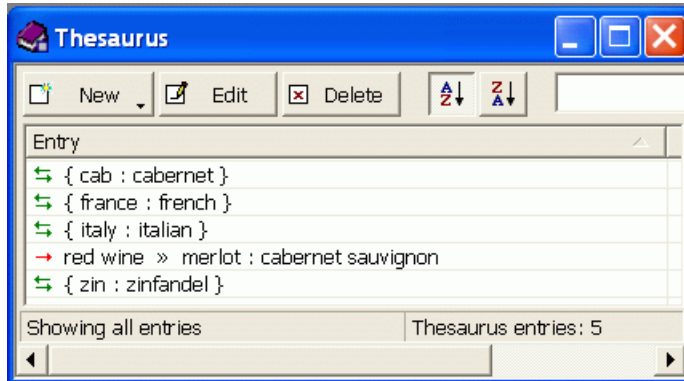 Thesaurus
New Edit Delete A Z Z A
Entry
{ cab : cabernet }
{ france : french }
{ italy : italian }
red wine » merlot : cabernet sauvignon
{ zin : zinfandel }
Showing all entries Thesaurus entries: 5